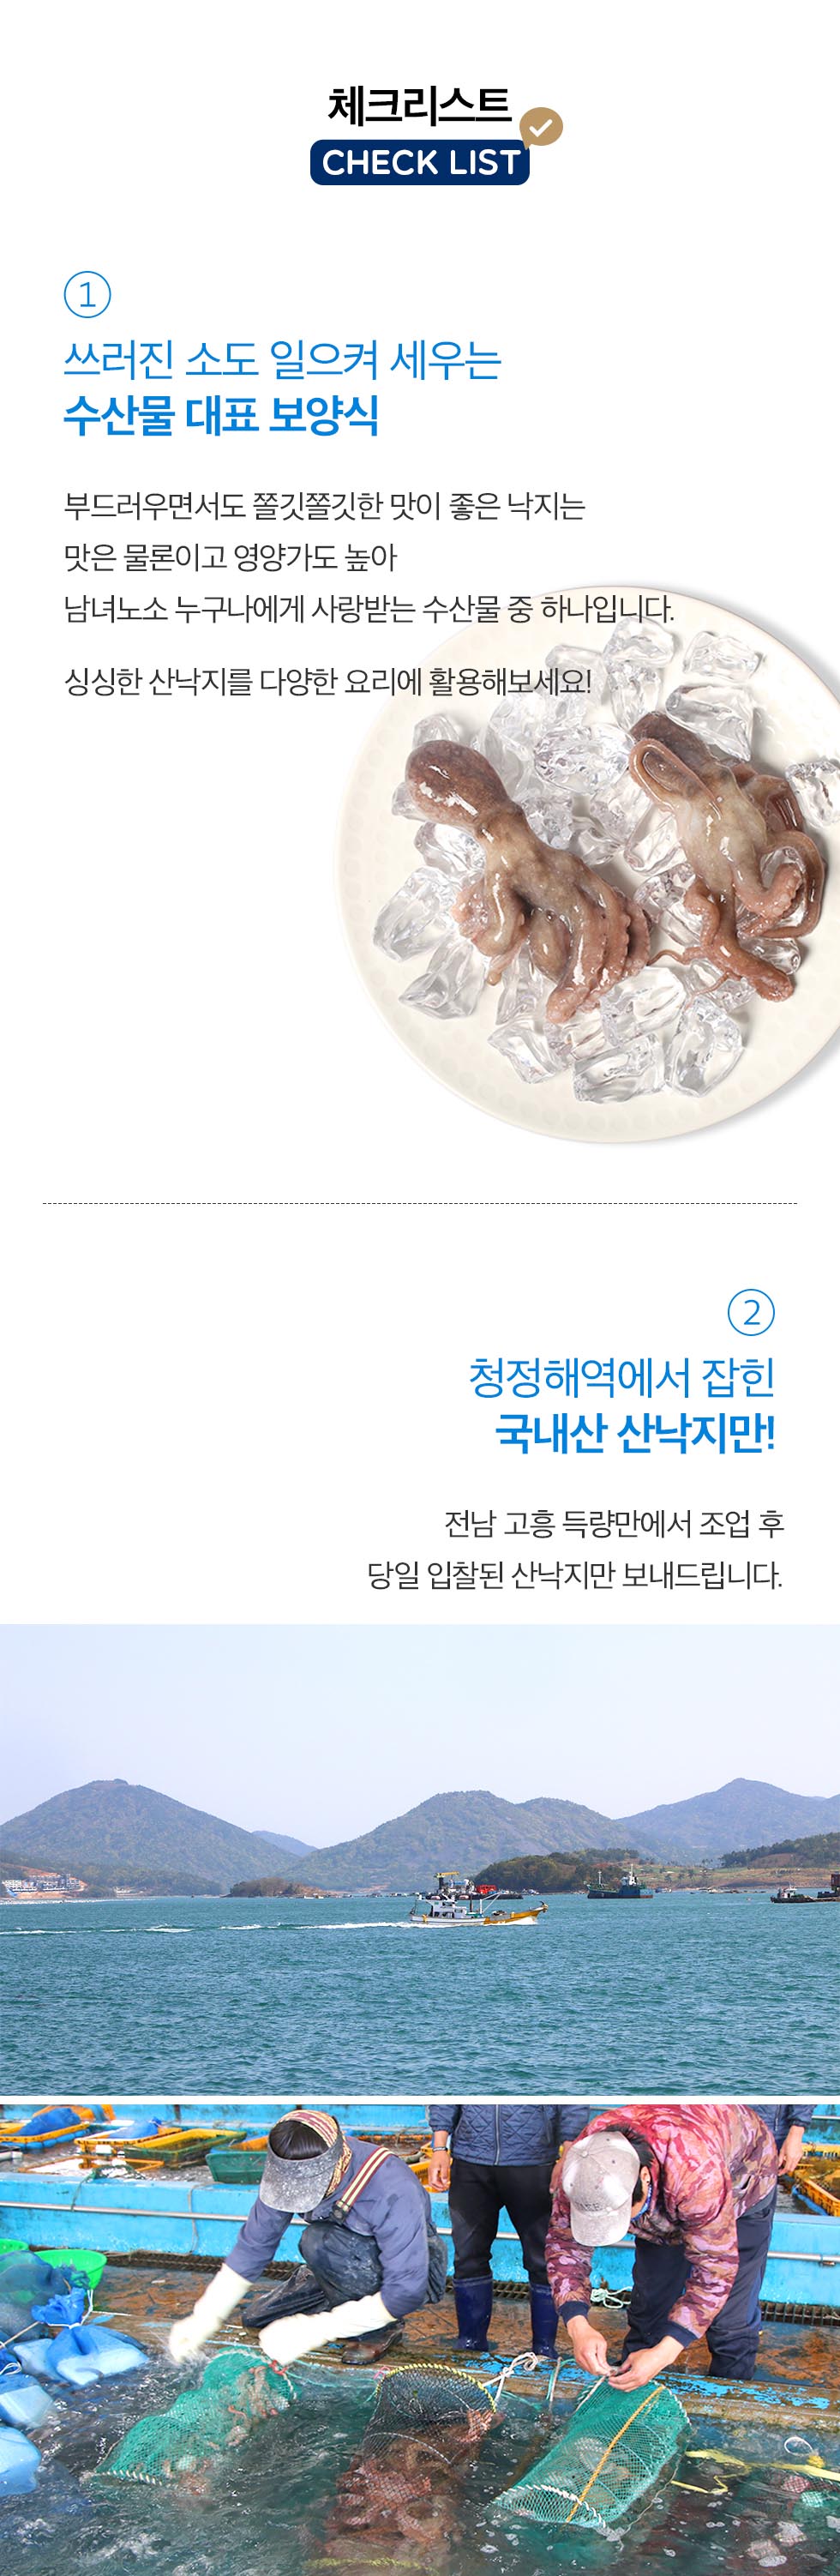 체크리스트
CHECK LIST
①
쓰러진 소도 일으켜 세우는
수산물 대표 보양식
부드러우면서도 쫄깃쫄깃한 맛이 좋은 낙지는
맛은 물론이고 영양가도 높아
남녀노소 누구나에게 사랑받는 수산물 중 하나입니다.
싱싱한 산낙지를 다양한 요리에 활용해보세요!
②
청정해역에서 잡힌
국내산 산낙지만!
전남 고흥 득량만에서 조업 후
당일 입찰된 산낙지만 보내드립니다.